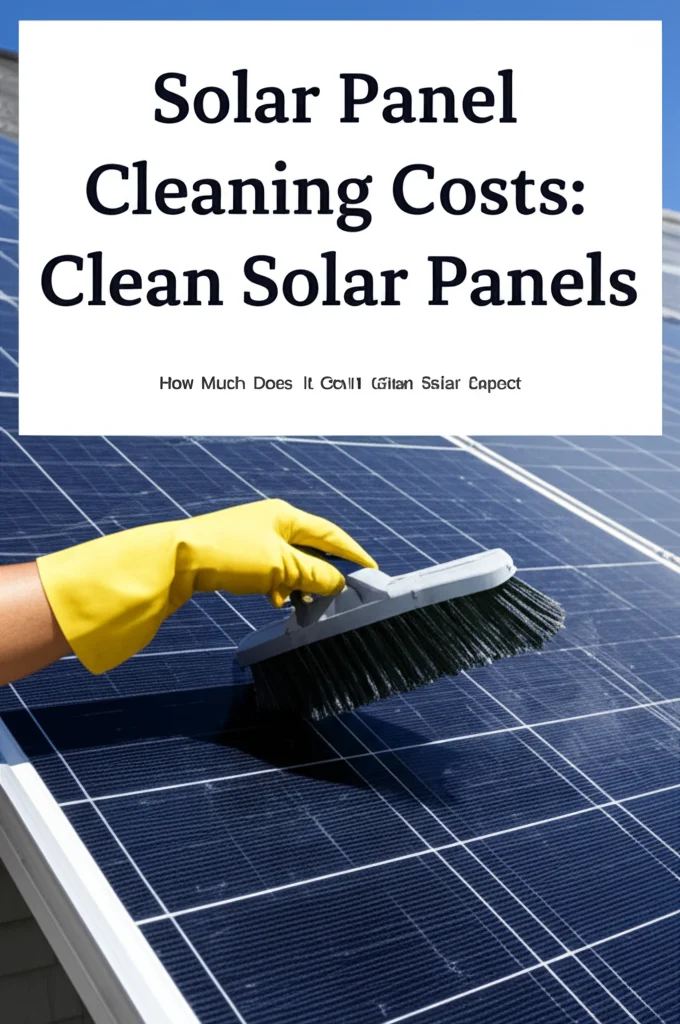 Solar Panel
Cleaning Costs:
Clean Solar Panels
How Much Does It